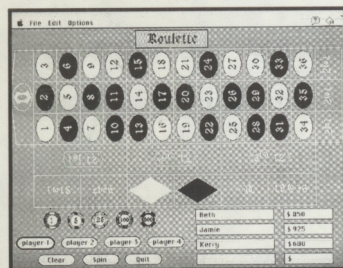 File Edit Options
Roulette
3 6 9 12 15 18 21 24 27 30 33 36
0
2 5 8 11 14 17 20 23 26 29 32 35
1 4 7 10 13 16 19 22 25 28 31 34
Beth $ 850
Jamie $ 925
Kerry $ 600
$
player 1 player 2 player 3 player 4
Clear Spin Quit